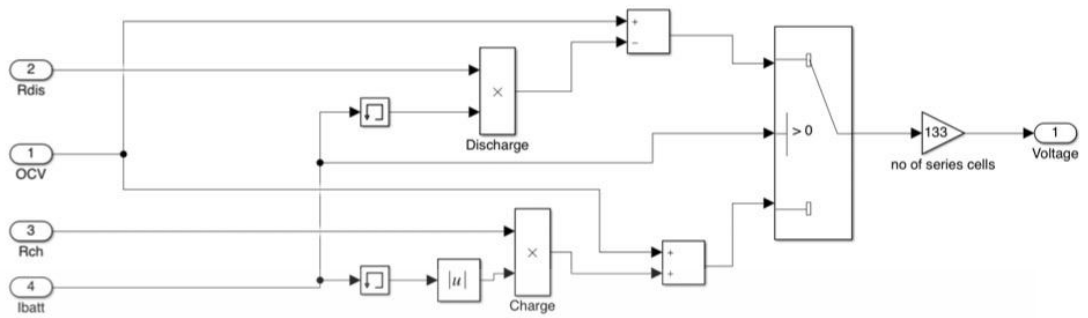 +
−
2
Rdis
×
Discharge
1
OCV
> 0
133
no of series cells
1
Voltage
3
Rch
×
+
+
4
Ibatt
|u|
Charge